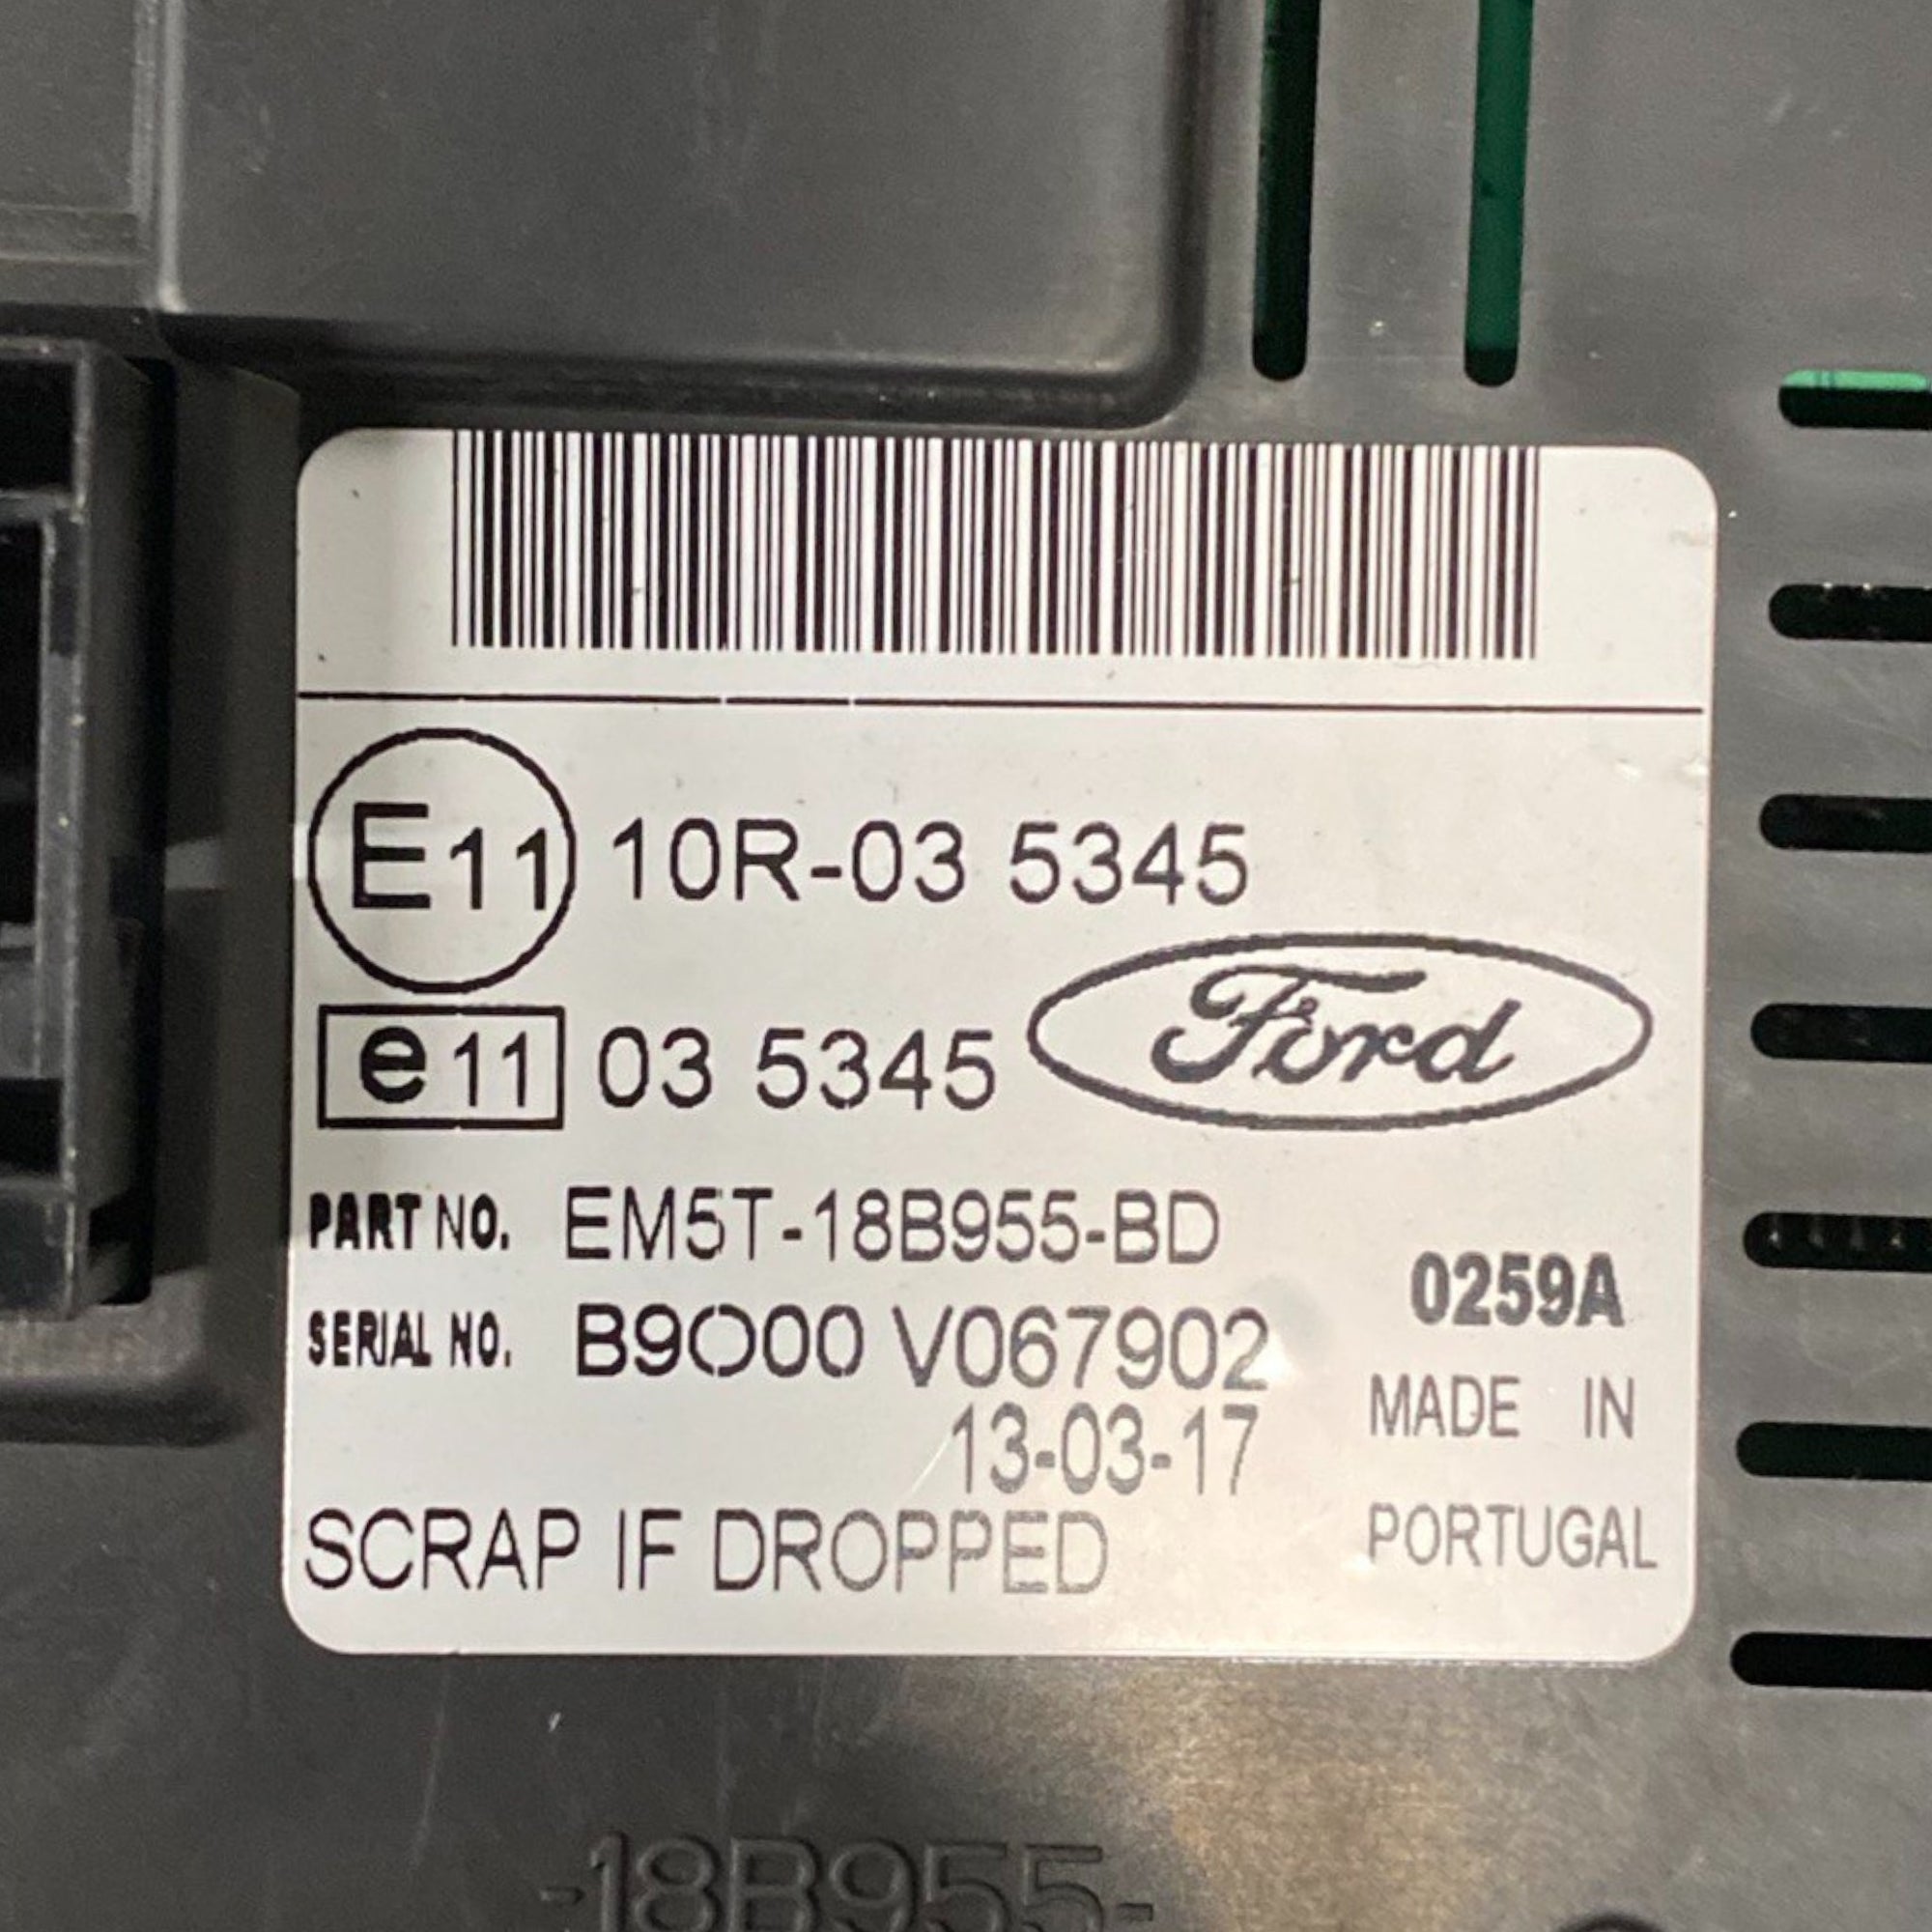 E11 10R-03 5345
e11 03 5345 Ford
PART NO. EM5T-18B955-BD
0259A
SERIAL NO. B9O00 V067902
MADE IN
13-03-17
SCRAP IF DROPPED
PORTUGAL
-18B955-